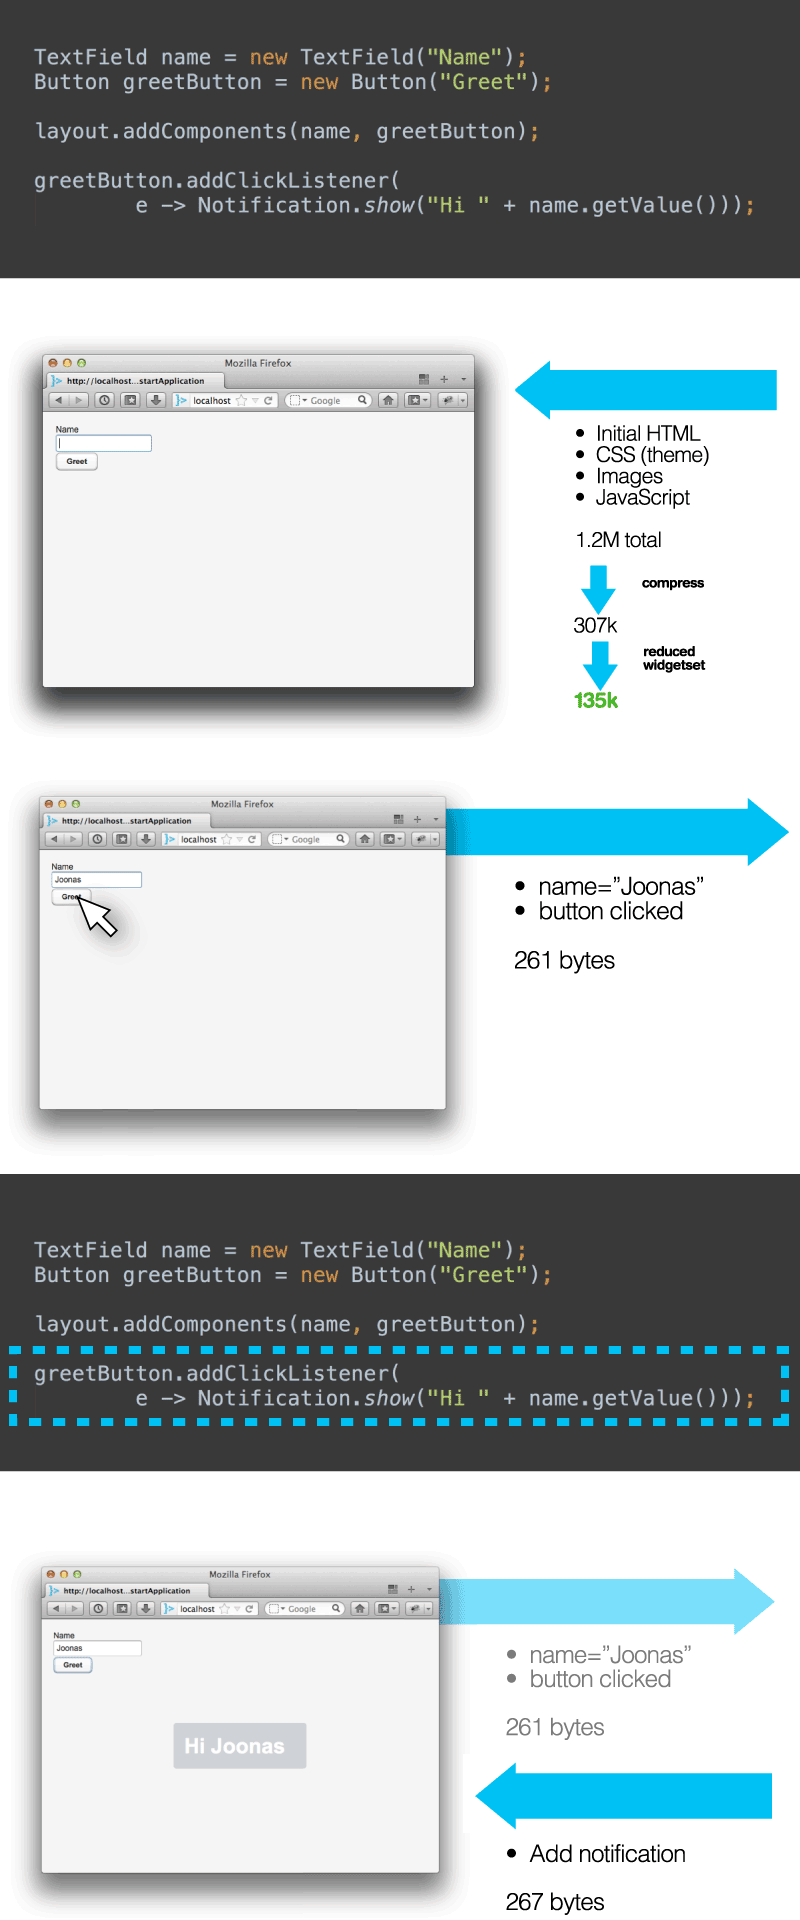 TextField name = new TextField("Name");
Button greetButton = new Button("Greet");
layout.addComponents(name, greetButton);
greetButton.addClickListener(
e -> Notification.show("Hi " + name.getValue()));
Mozilla Firefox
http://localhost...startApplication
localhost
Google
Name
Greet
• Initial HTML
• CSS (theme)
• Images
• JavaScript
1.2M total
compress
307k
reduced
widgetset
135k
Mozilla Firefox
http://localhost...startApplication
localhost
Google
Name
Joonas
Greet
• name=”Joonas”
• button clicked
261 bytes
TextField name = new TextField("Name");
Button greetButton = new Button("Greet");
layout.addComponents(name, greetButton);
greetButton.addClickListener(
e -> Notification.show("Hi " + name.getValue()));
Mozilla Firefox
http://localhost...startApplication
localhost
Google
Name
Joonas
Greet
Hi Joonas
• name=”Joonas”
• button clicked
261 bytes
• Add notification
267 bytes